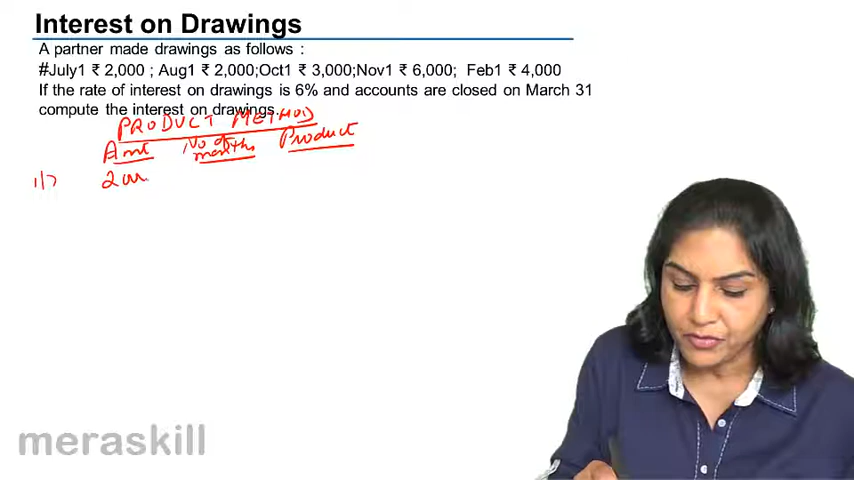 Interest on Drawings
A partner made drawings as follows :
#July1 ₹ 2,000 ; Aug1 ₹ 2,000;Oct1 ₹ 3,000;Nov1 ₹ 6,000; Feb1 ₹ 4,000
If the rate of interest on drawings is 6% and accounts are closed on March 31
compute the interest on drawings.
PRODUCT METHOD
Amt No of months Product
1/7
meraskill